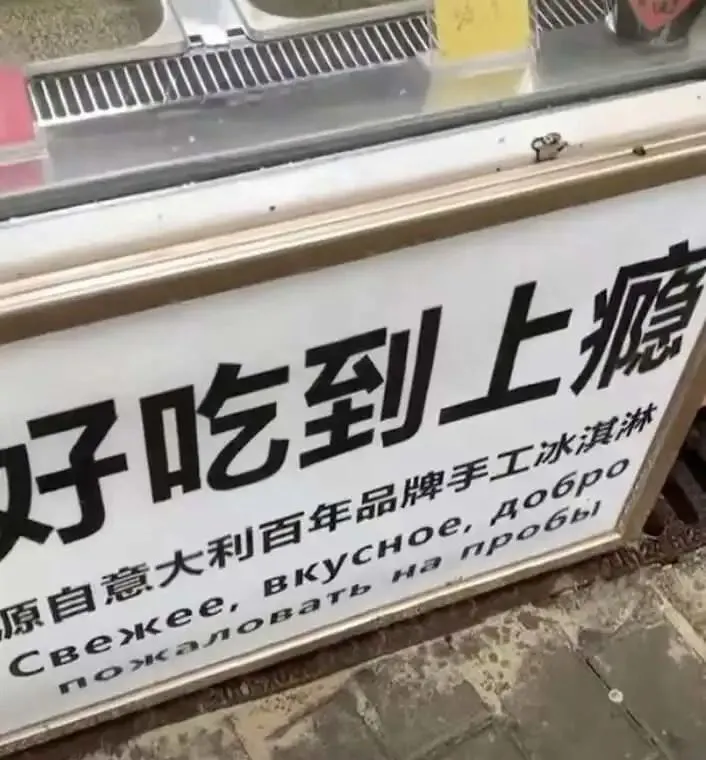 好吃到上瘾
源自意大利百年品牌手工冰淇淋
Свежее, вкусное, добро
пожаловать на пробы